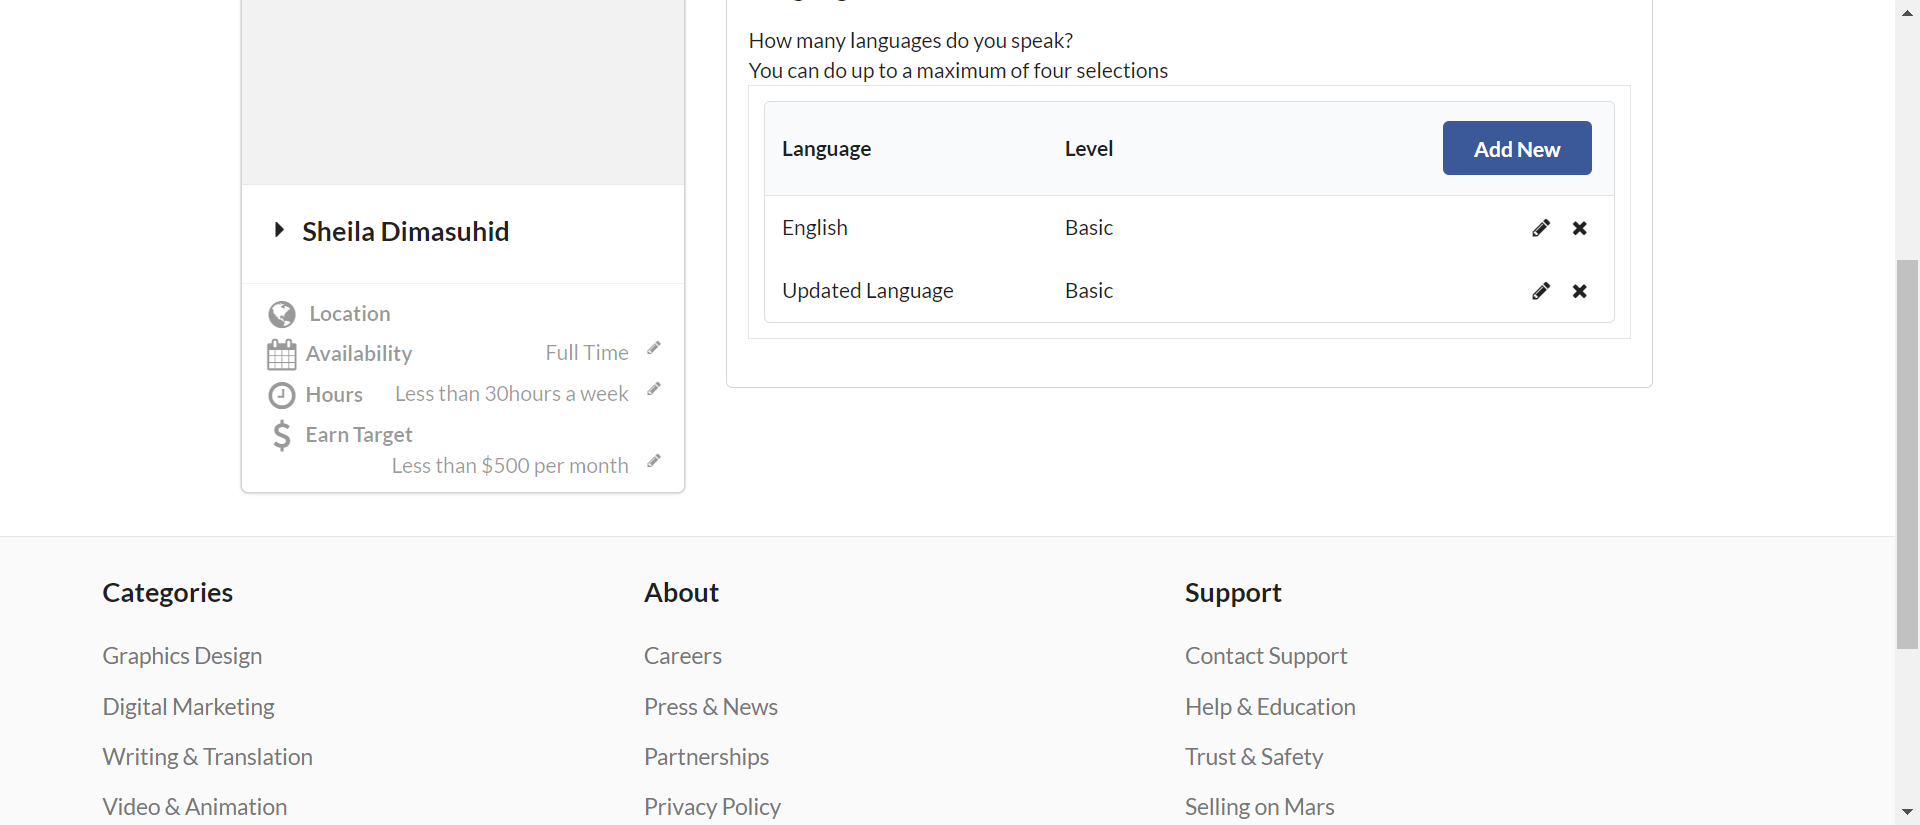 How many languages do you speak?
You can do up to a maximum of four selections
Language Level Add New
English Basic
Updated Language Basic
Sheila Dimasuhid
Location
Availability Full Time
Hours Less than 30hours a week
Earn Target
Less than $500 per month
Categories
Graphics Design
Digital Marketing
Writing & Translation
Video & Animation
About
Careers
Press & News
Partnerships
Privacy Policy
Support
Contact Support
Help & Education
Trust & Safety
Selling on Mars